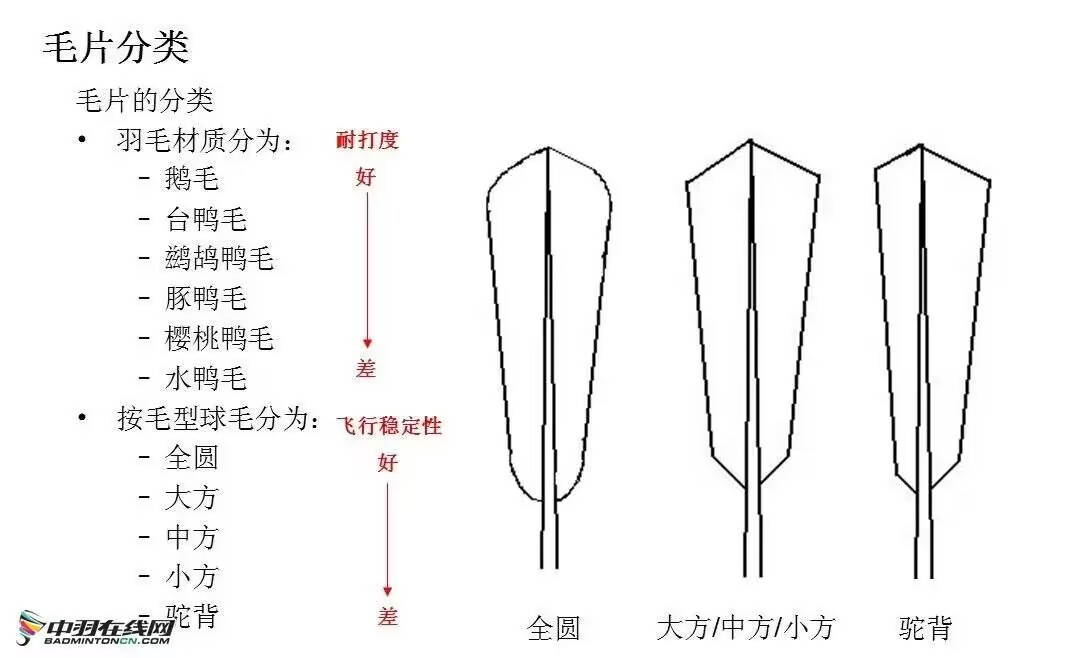 毛片分类
毛片的分类
• 羽毛材质分为: 耐打度
– 鹅毛 好
– 台鸭毛
– 鹚鸪鸭毛
– 豚鸭毛
– 樱桃鸭毛
– 水鸭毛 差
• 按毛型球毛分为: 飞行稳定性
– 全圆 好
– 大方
– 中方
– 小方
– 驼背 差
全圆 大方/中方/小方 驼背
中羽在线网
BADMINTONCN.COM